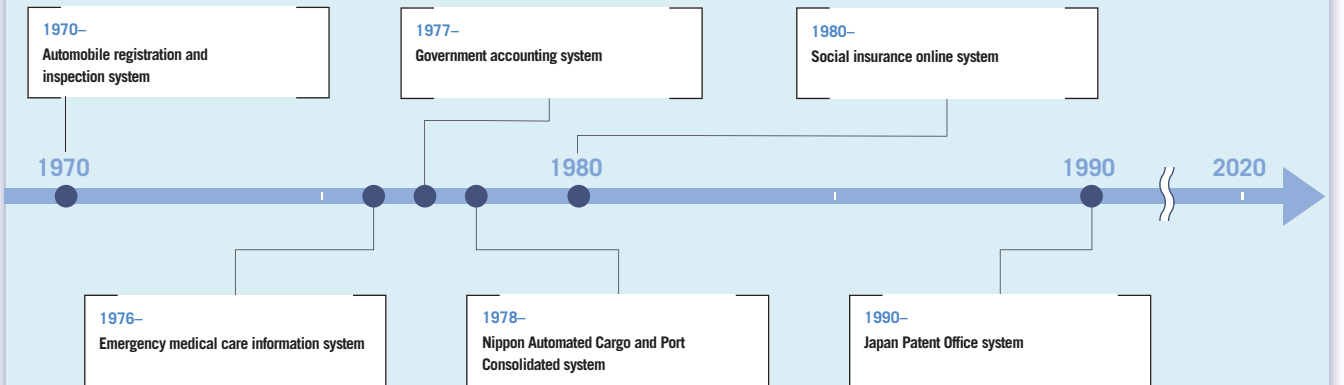 1970–
Automobile registration and
inspection system
1977–
Government accounting system
1980–
Social insurance online system
1970
1980
1990
2020
1976–
Emergency medical care information system
1978–
Nippon Automated Cargo and Port
Consolidated system
1990–
Japan Patent Office system